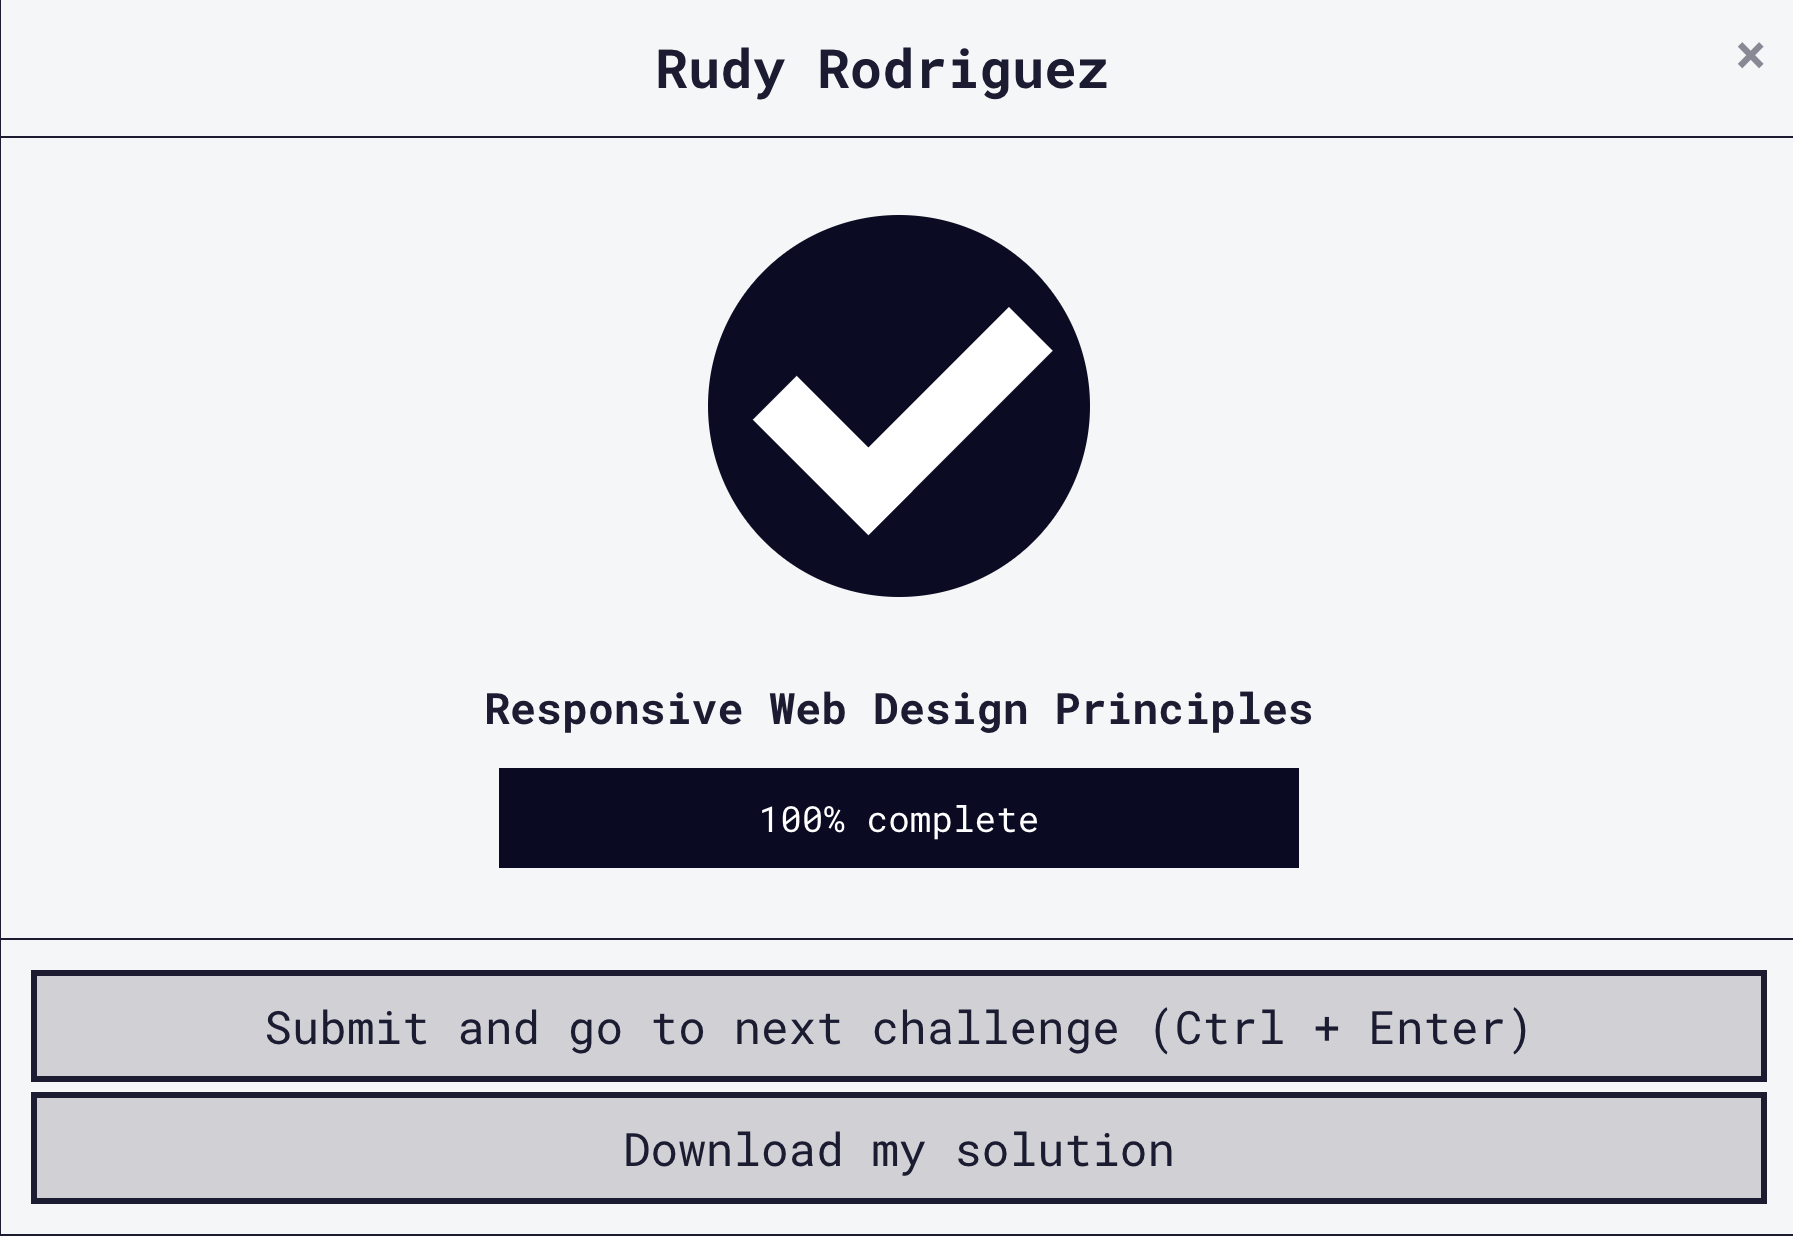 Rudy Rodriguez
×
Responsive Web Design Principles
100% complete
Submit and go to next challenge (Ctrl + Enter)
Download my solution